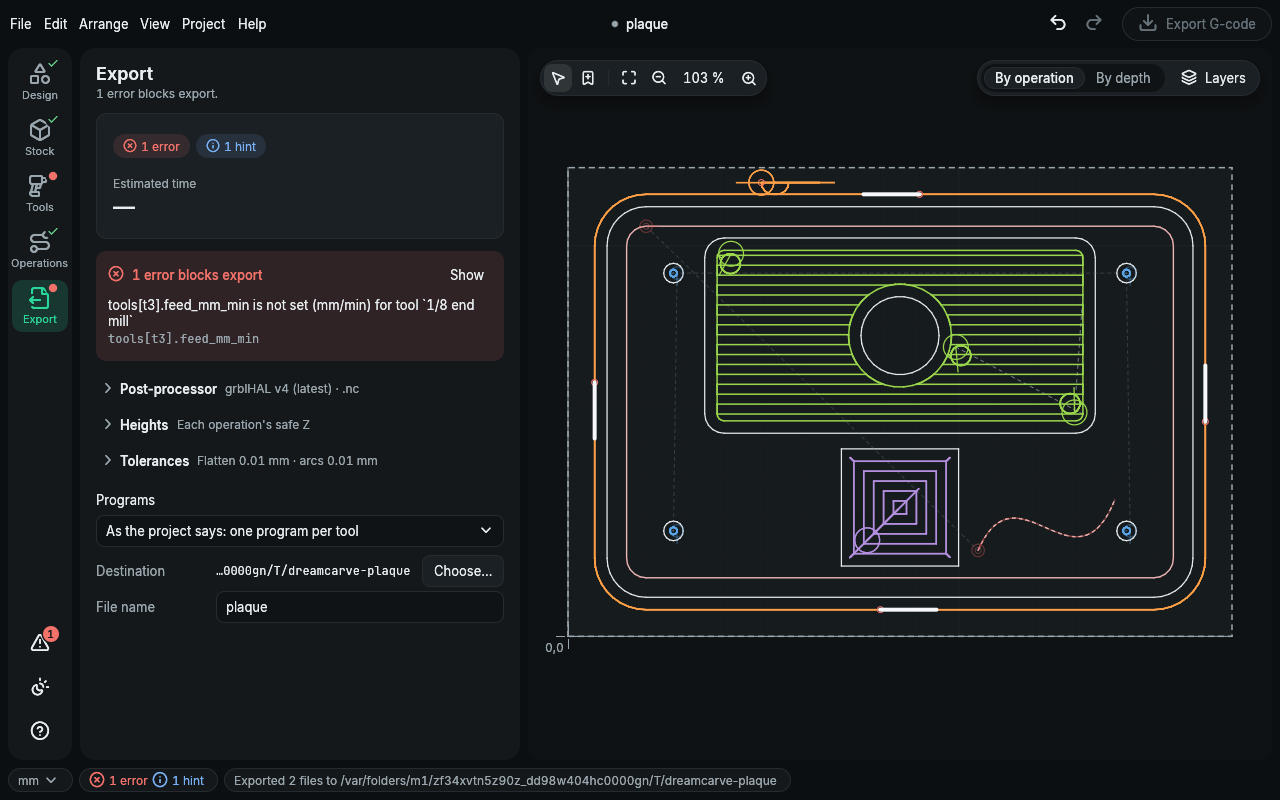 File Edit Arrange View Project Help
plaque
Export G-code
Design
Stock
Tools
Operations
Export
1
Export
1 error blocks export.
1 error 1 hint
Estimated time
1 error blocks export Show
tools[t3].feed_mm_min is not set (mm/min) for tool `1/8 end
mill`
tools[t3].feed_mm_min
Post-processor grblHAL v4 (latest) · .nc
Heights Each operation's safe Z
Tolerances Flatten 0.01 mm · arcs 0.01 mm
Programs
As the project says: one program per tool
Destination …0000gn/T/dreamcarve-plaque Choose...
File name plaque
103 %
By operation By depth Layers
0,0
mm 1 error 1 hint Exported 2 files to /var/folders/m1/zf34xvtn5z90z_dd98w404hc0000gn/T/dreamcarve-plaque